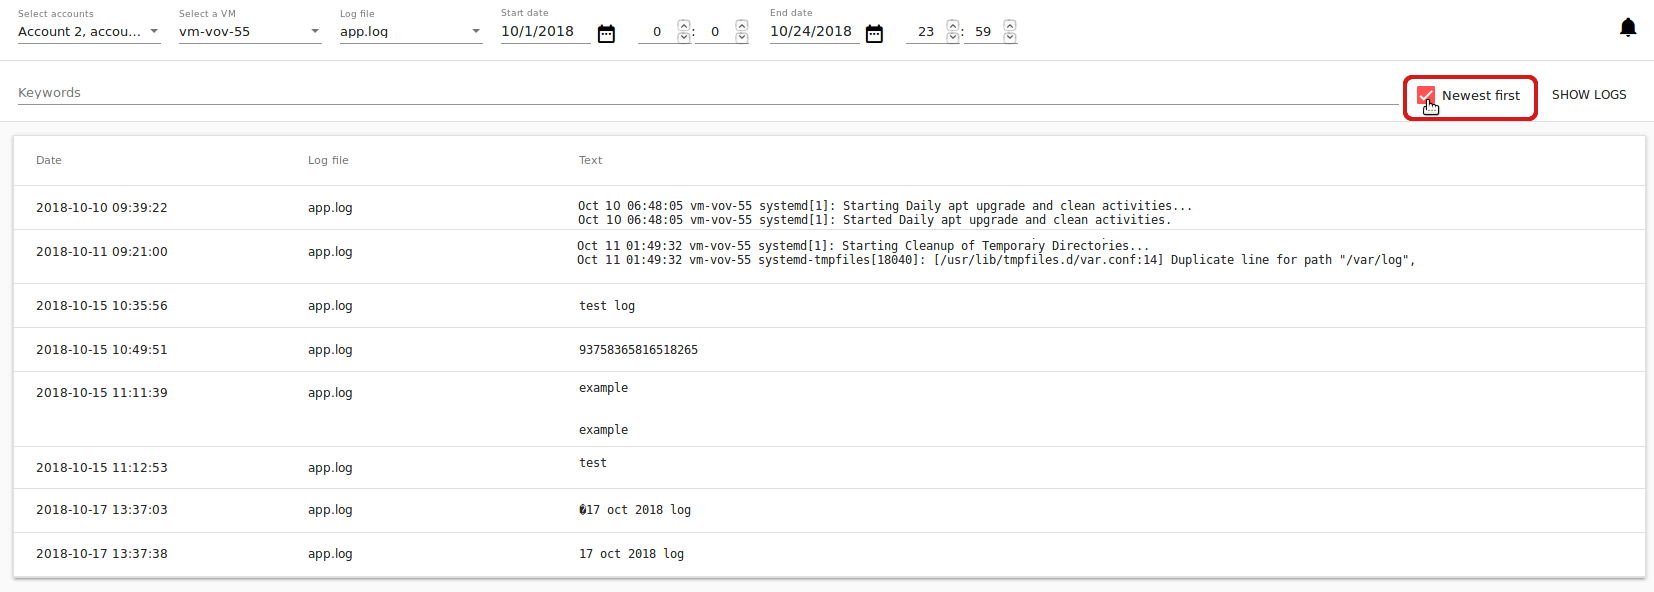 Select accounts Select a VM Log file Start date End date
Account 2, accou... vm-vov-55 app.log 10/1/2018 0 : 0 10/24/2018 23 : 59
Keywords Newest first SHOW LOGS
Date Log file Text
2018-10-10 09:39:22 app.log Oct 10 06:48:05 vm-vov-55 systemd[1]: Starting Daily apt upgrade and clean activities...
Oct 10 06:48:05 vm-vov-55 systemd[1]: Started Daily apt upgrade and clean activities.
2018-10-11 09:21:00 app.log Oct 11 01:49:32 vm-vov-55 systemd[1]: Starting Cleanup of Temporary Directories...
Oct 11 01:49:32 vm-vov-55 systemd-tmpfiles[18040]: [/usr/lib/tmpfiles.d/var.conf:14] Duplicate line for path "/var/log",
2018-10-15 10:35:56 app.log test log
2018-10-15 10:49:51 app.log 93758365816518265
2018-10-15 11:11:39 app.log example
example
2018-10-15 11:12:53 app.log test
2018-10-17 13:37:03 app.log �17 oct 2018 log
2018-10-17 13:37:38 app.log 17 oct 2018 log